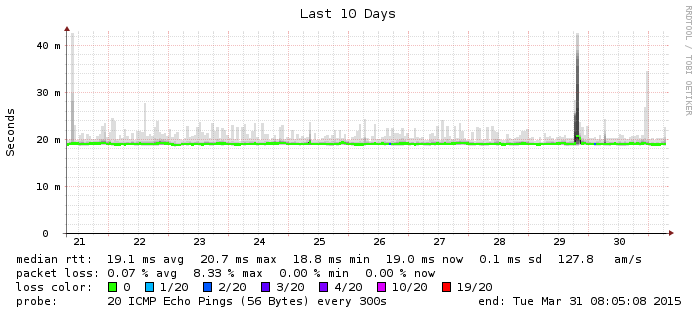 Last 10 Days
RRDTOOL / TOBI OETIKER
Seconds
40 m
30 m
20 m
10 m
0
21 22 23 24 25 26 27 28 29 30
median rtt: 19.1 ms avg 20.7 ms max 18.8 ms min 19.0 ms now 0.1 ms sd 127.8 am/s
packet loss: 0.07 % avg 8.33 % max 0.00 % min 0.00 % now
loss color: 0 1/20 2/20 3/20 4/20 10/20 19/20
probe: 20 ICMP Echo Pings (56 Bytes) every 300s end: Tue Mar 31 08:05:08 2015